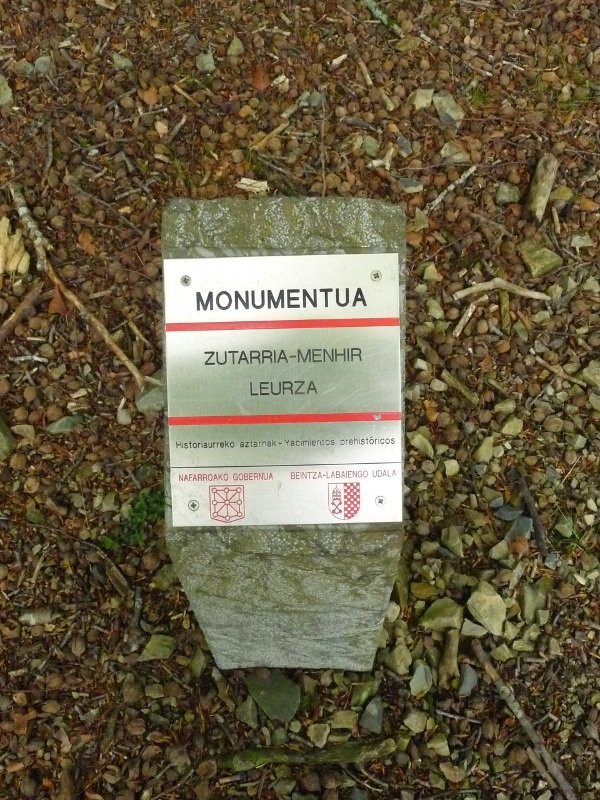 MONUMENTUA
ZUTARRIA-MENHIR
LEURZA
Historiaurreko aztarnak - Yacimientos prehistóricos
NAFARROAKO GOBERNUA BEINTZA-LABAIENGO UDALA